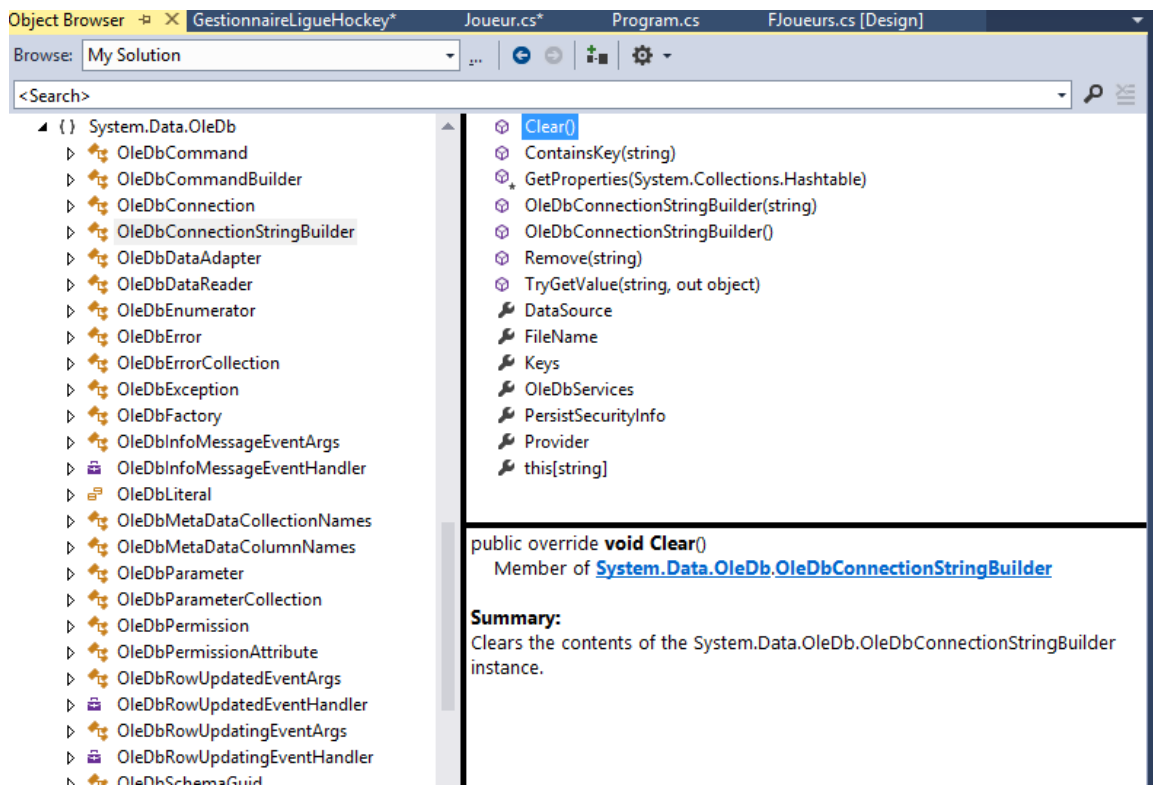 Object Browser
GestionnaireLigueHockey*
Joueur.cs*
Program.cs
FJoueurs.cs [Design]
Browse: My Solution
...
<Search>
{ } System.Data.OleDb
OleDbCommand
OleDbCommandBuilder
OleDbConnection
OleDbConnectionStringBuilder
OleDbDataAdapter
OleDbDataReader
OleDbEnumerator
OleDbError
OleDbErrorCollection
OleDbException
OleDbFactory
OleDbInfoMessageEventArgs
OleDbInfoMessageEventHandler
OleDbLiteral
OleDbMetaDataCollectionNames
OleDbMetaDataColumnNames
OleDbParameter
OleDbParameterCollection
OleDbPermission
OleDbPermissionAttribute
OleDbRowUpdatedEventArgs
OleDbRowUpdatedEventHandler
OleDbRowUpdatingEventArgs
OleDbRowUpdatingEventHandler
OleDbSchemaGuid
Clear()
ContainsKey(string)
GetProperties(System.Collections.Hashtable)
OleDbConnectionStringBuilder(string)
OleDbConnectionStringBuilder()
Remove(string)
TryGetValue(string, out object)
DataSource
FileName
Keys
OleDbServices
PersistSecurityInfo
Provider
this[string]
public override void Clear()
Member of System.Data.OleDb.OleDbConnectionStringBuilder
Summary:
Clears the contents of the System.Data.OleDb.OleDbConnectionStringBuilder
instance.